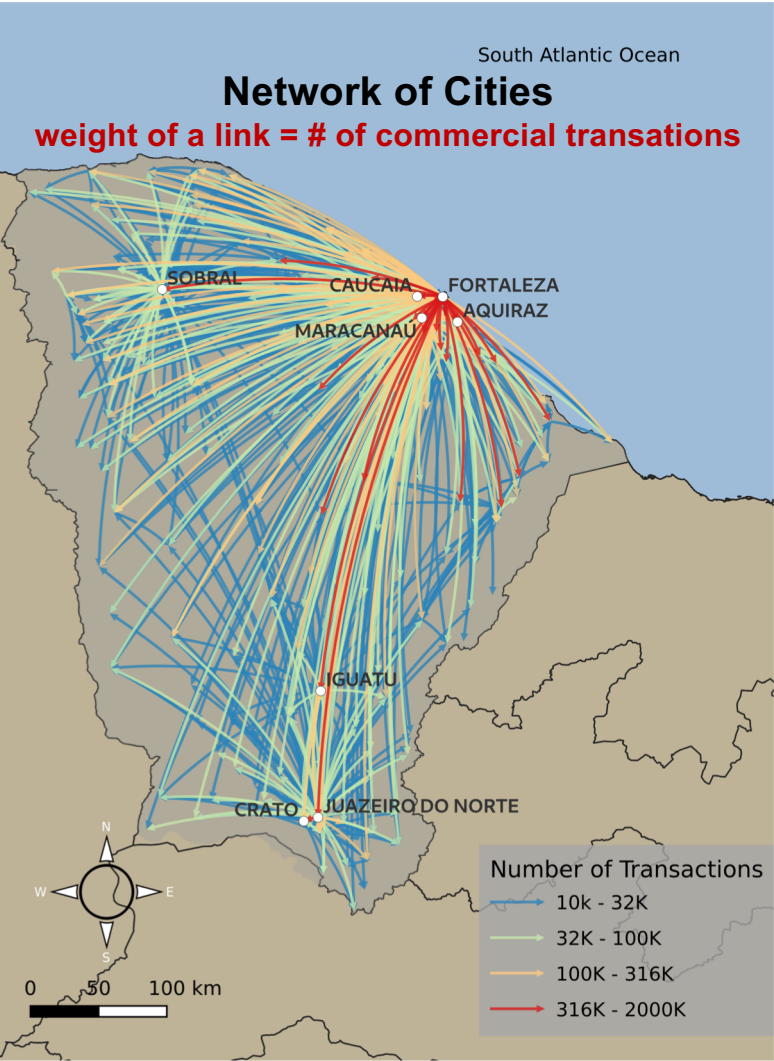 South Atlantic Ocean
Network of Cities
weight of a link = # of commercial transations
SOBRAL
CAUCAIA
FORTALEZA
AQUIRAZ
MARACANAÚ
IGUATU
CRATO
JUAZEIRO DO NORTE
N
W
E
S
0 50 100 km
Number of Transactions
10k - 32K
32K - 100K
100K - 316K
316K - 2000K